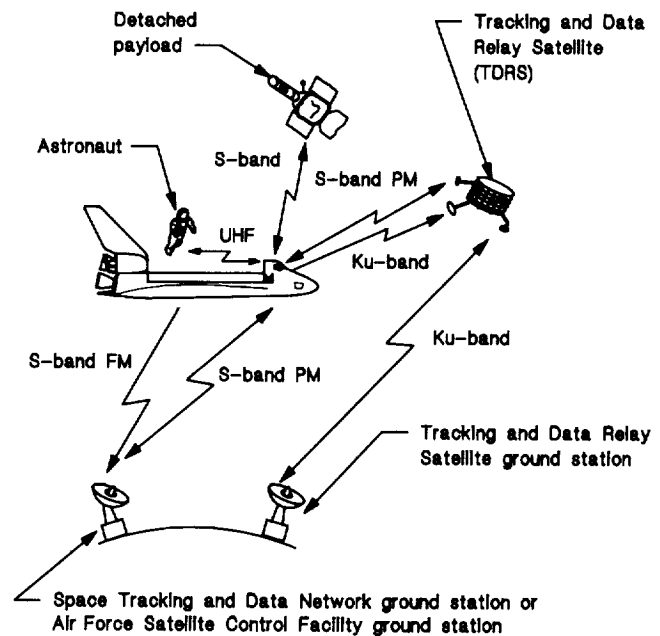 Detached
payload
Tracking and Data
Relay Satellite
(TDRS)
Astronaut
S-band
S-band PM
UHF
Ku-band
S-band FM
S-band PM
Ku-band
Tracking and Data Relay
Satellite ground station
Space Tracking and Data Network ground station or
Air Force Satellite Control Facility ground station